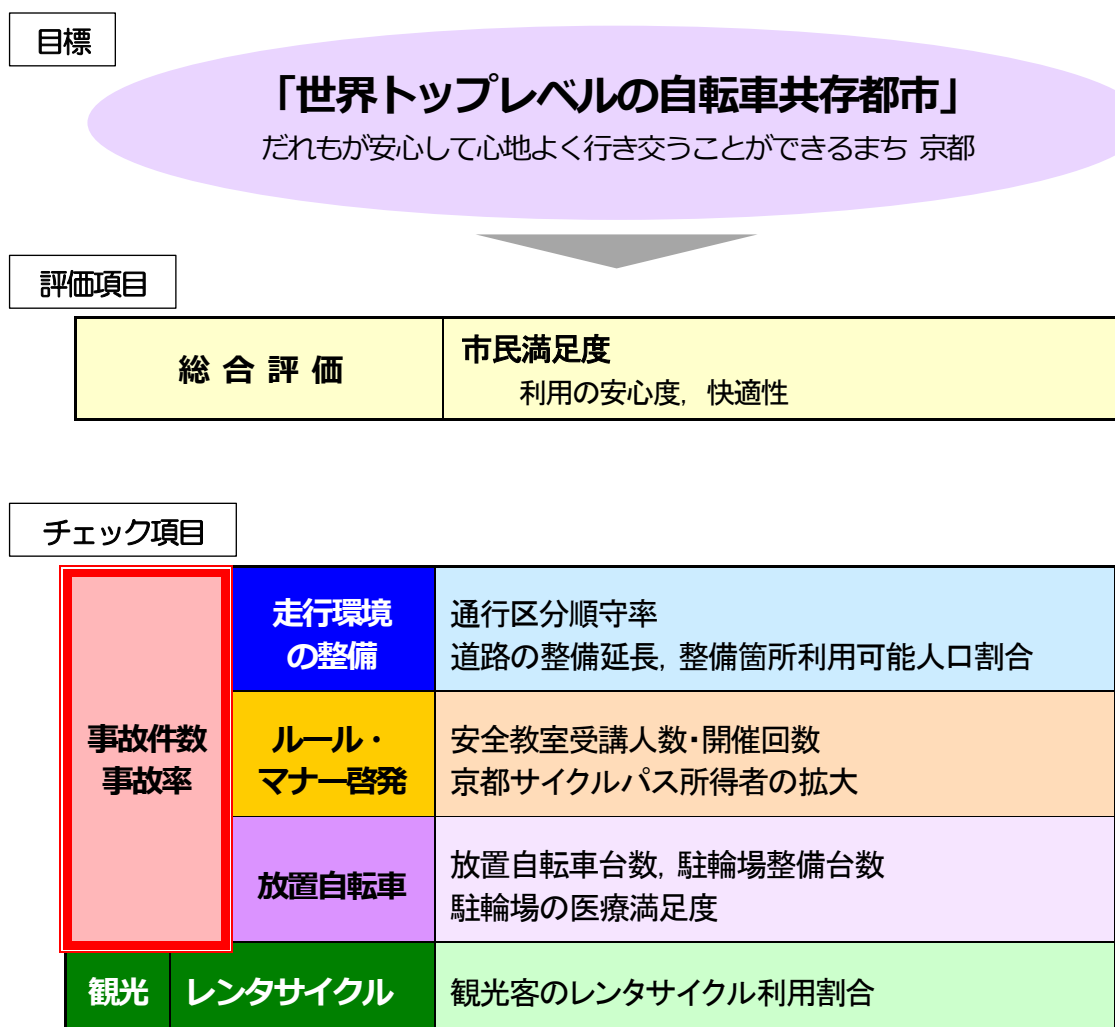 目標
「世界トップレベルの自転車共存都市」
だれもが安心して心地よく行き交うことができるまち 京都
評価項目
総合評価
市民満足度
利用の安心度, 快適性
チェック項目
事故件数
事故率
走行環境
の整備
通行区分順守率
道路の整備延長, 整備箇所利用可能人口割合
ルール・
マナー啓発
安全教室受講人数・開催回数
京都サイクルパス所得者の拡大
放置自転車
放置自転車台数, 駐輪場整備台数
駐輪場の医療満足度
観光
レンタサイクル
観光客のレンタサイクル利用割合